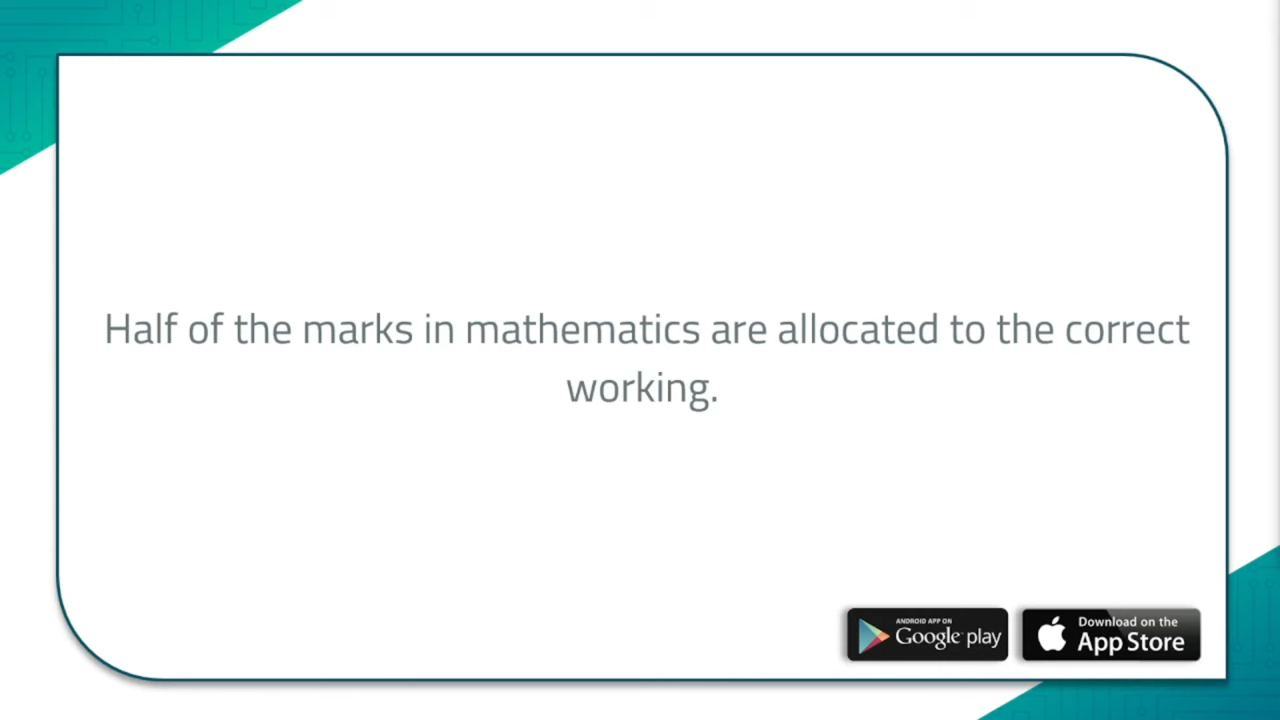 Half of the marks in mathematics are allocated to the correct
working.
ANDROID APP ON
Google play
Download on the
App Store